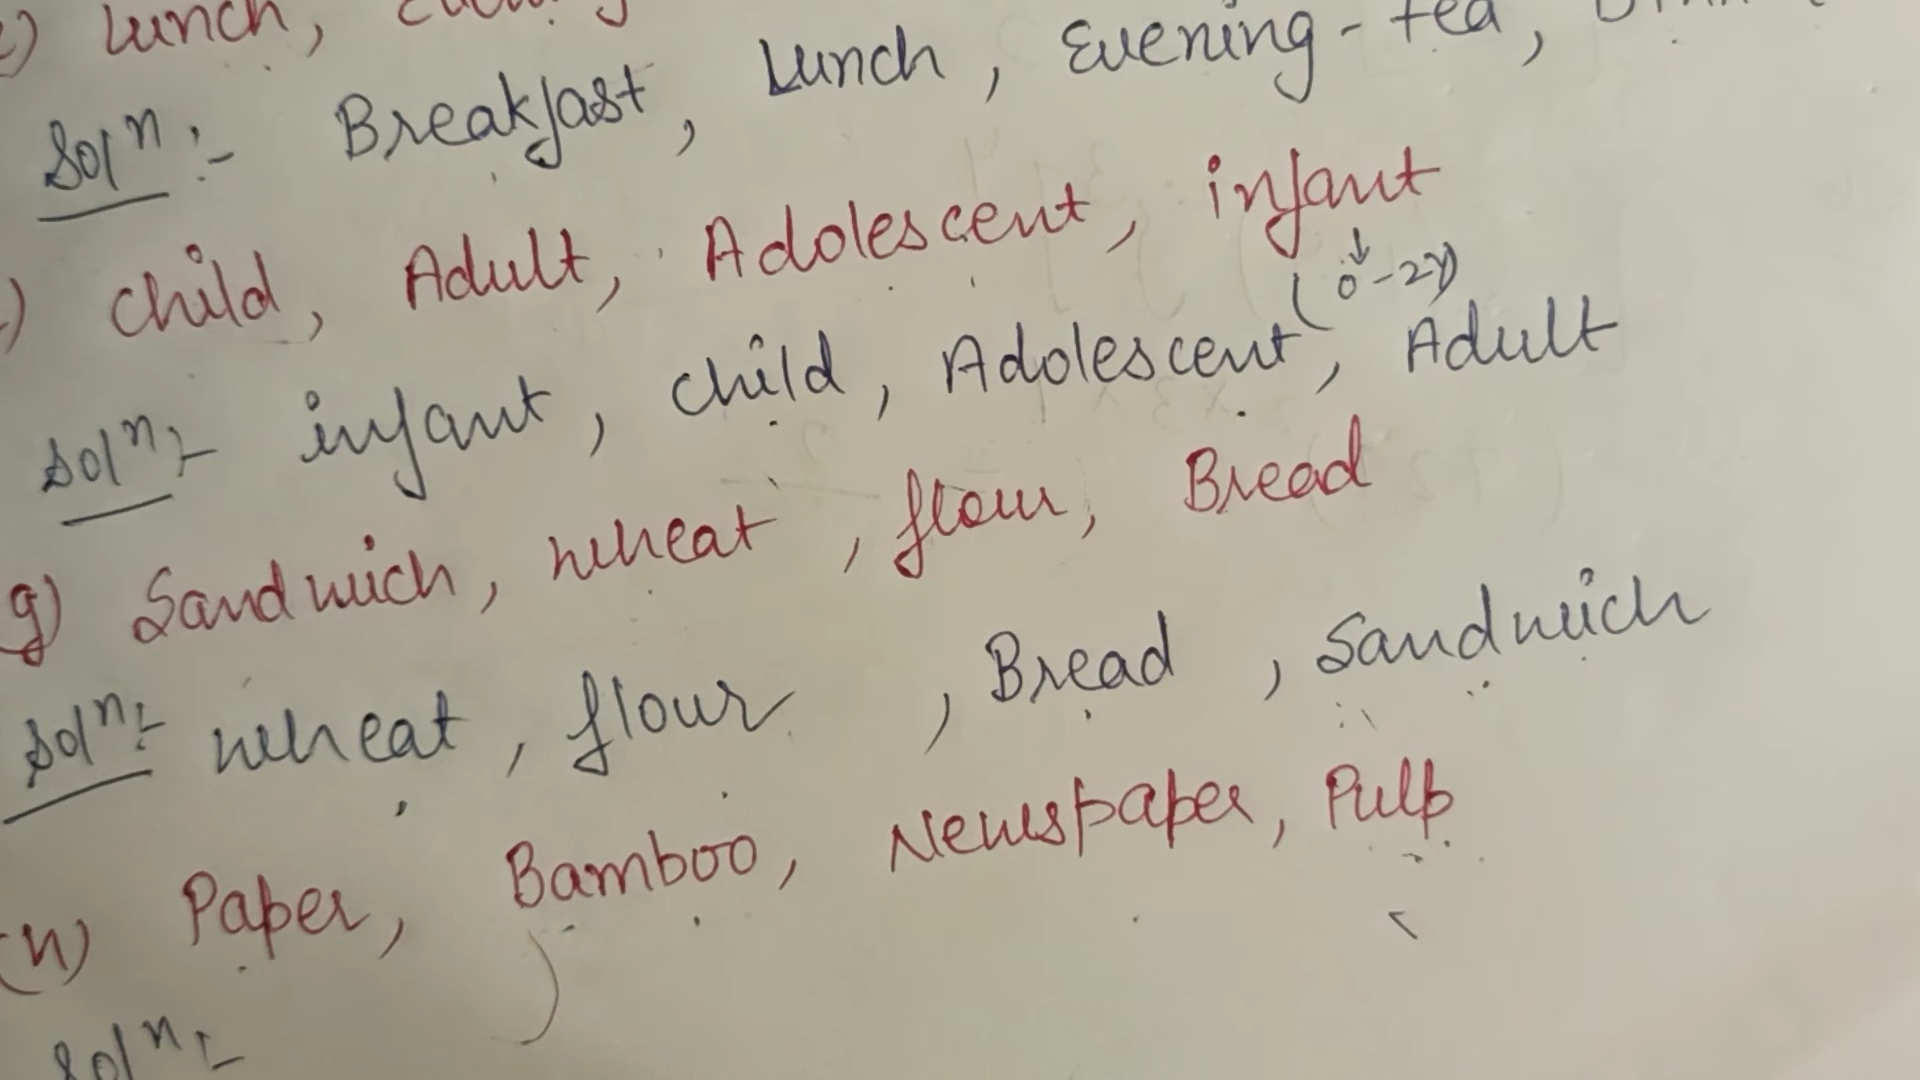 ) Lunch,
Solⁿ:- Breakfast, Lunch, Evening-tea,
) child, Adult, Adolescent, infant
↓
(0-2y)
solⁿ:- infant, child, Adolescent, Adult
g) Sandwich, wheat, flour, Bread
solⁿ:- wheat, flour, Bread, Sandwich
(h) Paper, Bamboo, Newspaper, Pulp
Solⁿ:-